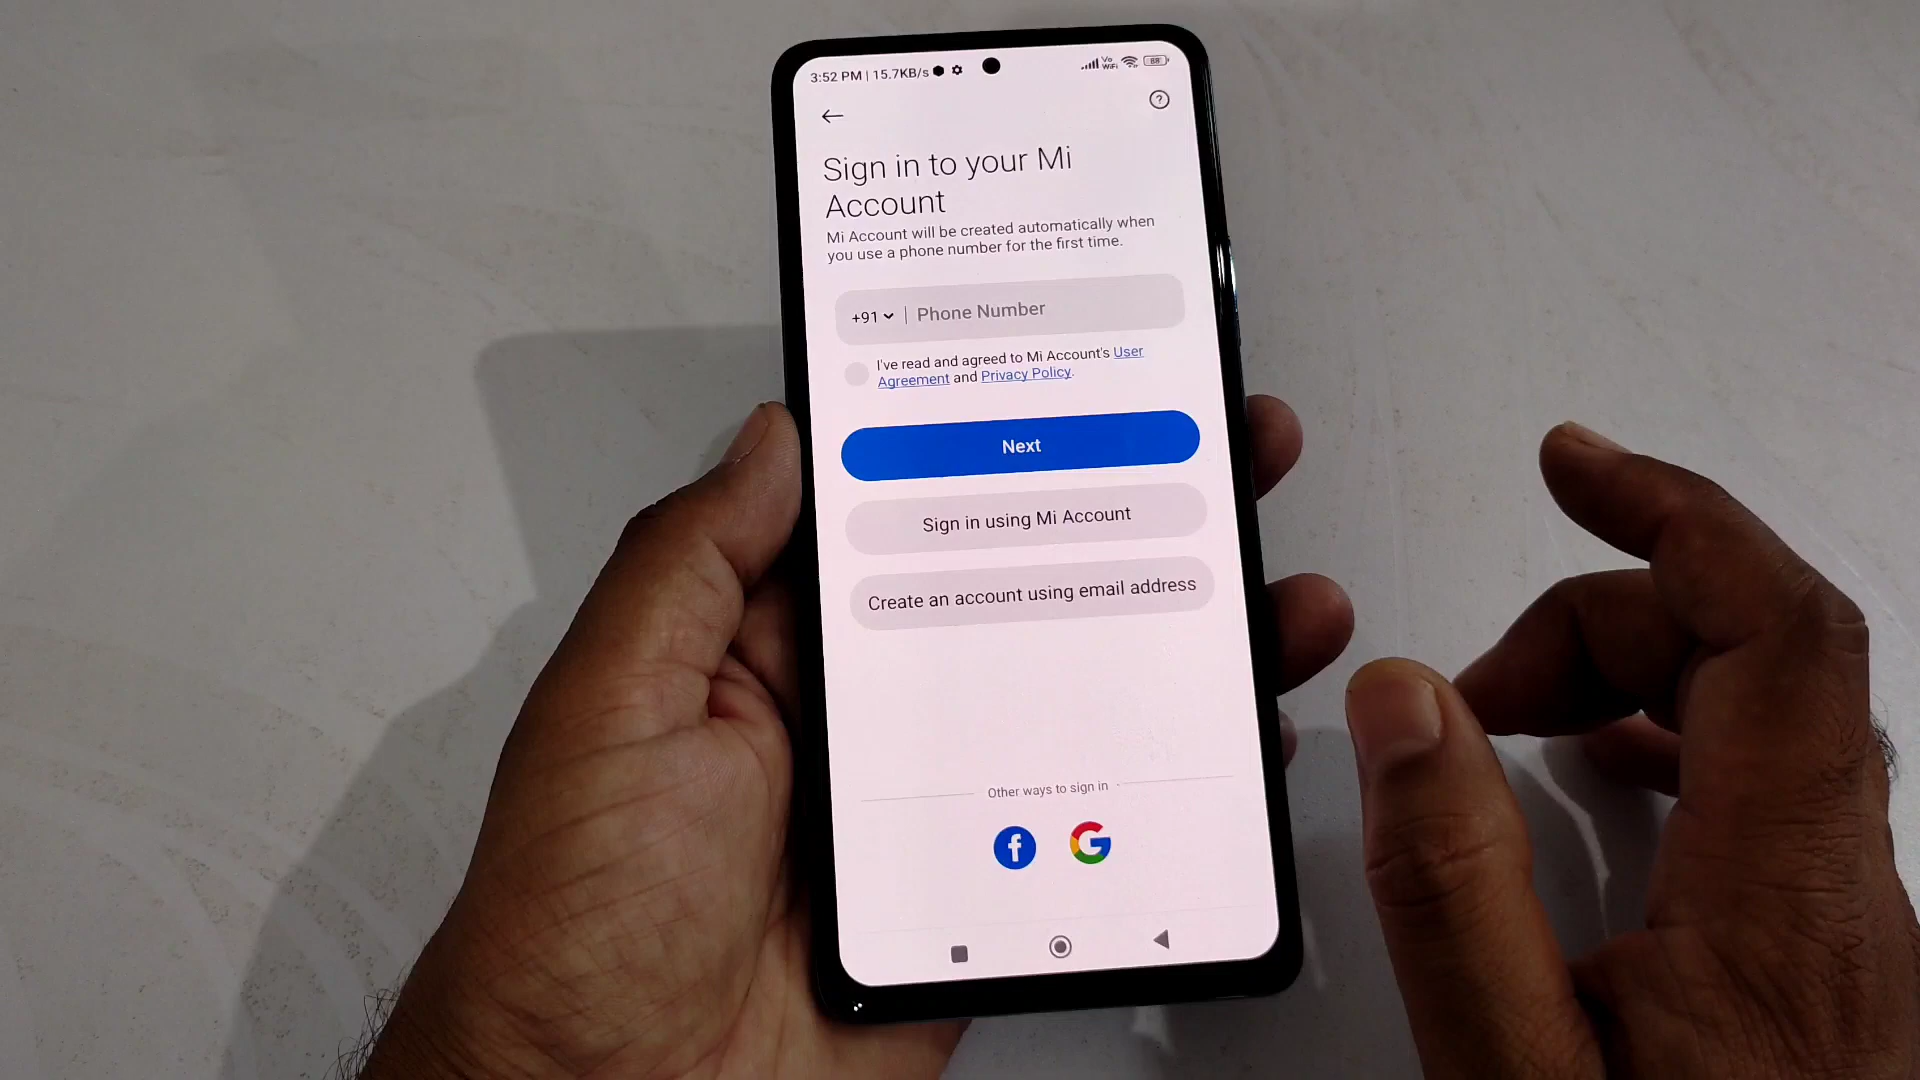 3:52 PM | 15.7KB/s
Vo
WiFi
88
?
Sign in to your Mi
Account
Mi Account will be created automatically when
you use a phone number for the first time.
+91 | Phone Number
I've read and agreed to Mi Account's User
Agreement and Privacy Policy.
Next
Sign in using Mi Account
Create an account using email address
Other ways to sign in
f G